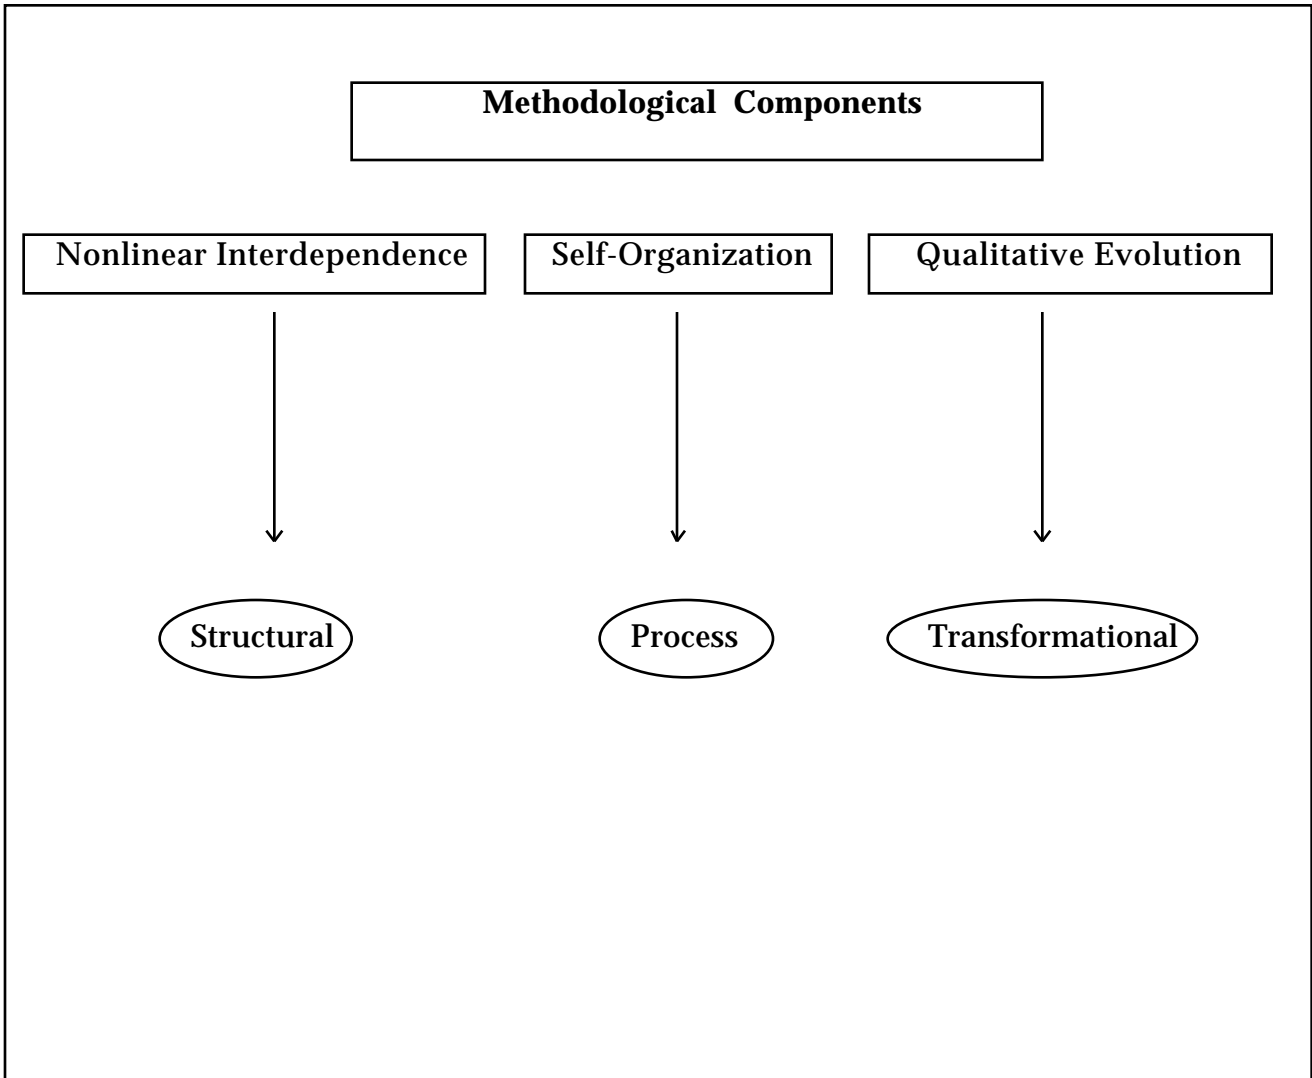 Methodological Components
Nonlinear Interdependence
Self-Organization
Qualitative Evolution
Structural
Process
Transformational